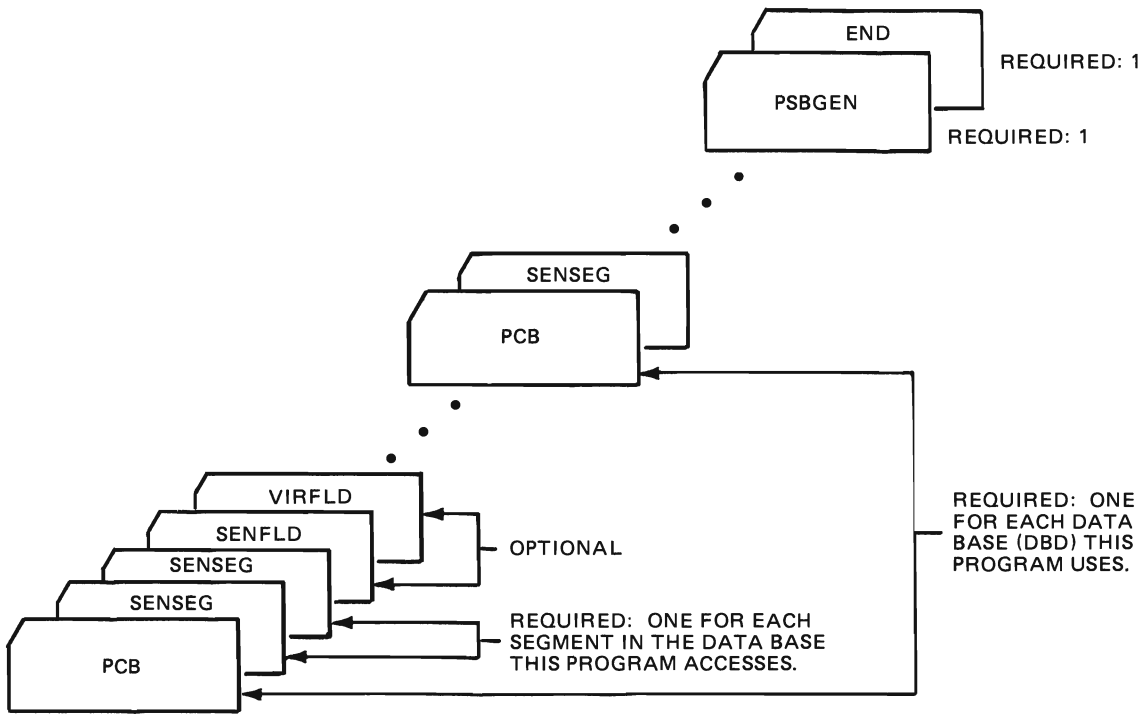 END
REQUIRED: 1
PSBGEN
REQUIRED: 1
SENSEG
PCB
VIRFLD
SENFLD
OPTIONAL
SENSEG
SENSEG
PCB
REQUIRED: ONE FOR EACH
SEGMENT IN THE DATA BASE
THIS PROGRAM ACCESSES.
REQUIRED: ONE
FOR EACH DATA
BASE (DBD) THIS
PROGRAM USES.